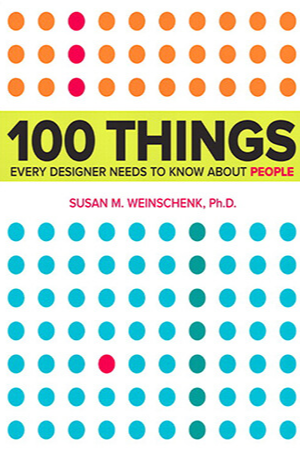 100 THINGS
EVERY DESIGNER NEEDS TO KNOW ABOUT PEOPLE
SUSAN M. WEINSCHENK, Ph.D.